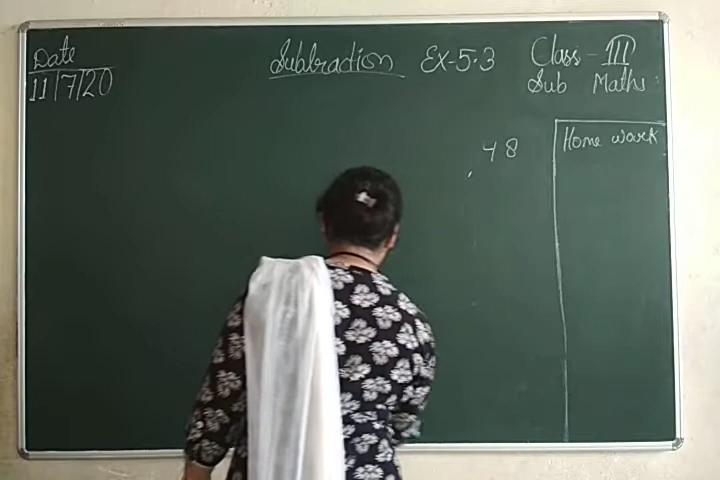 Date
11/7/20
Subtraction Ex-5.3
Class - III
Sub Maths:
48
Home work